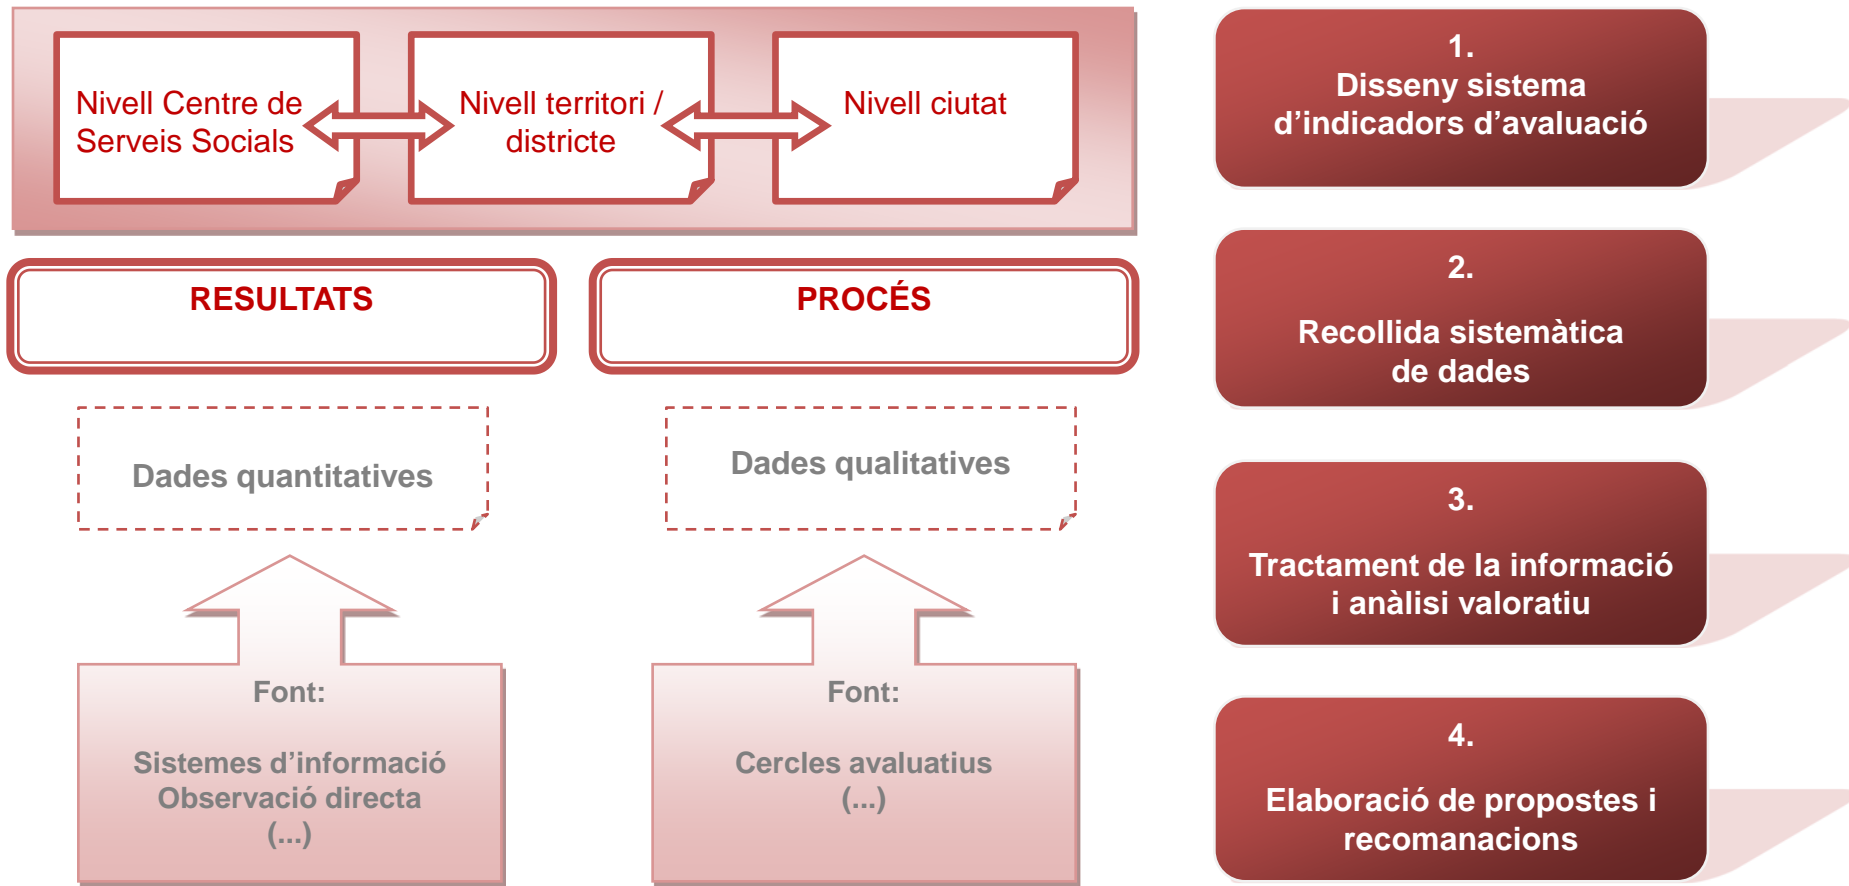 Nivell Centre de
Serveis Socials
Nivell territori /
districte
Nivell ciutat
RESULTATS
PROCÉS
Dades quantitatives
Dades qualitatives
Font:
Sistemes d’informació
Observació directa
(...)
Font:
Cercles avaluatius
(...)
1.
Disseny sistema
d’indicadors d’avaluació
2.
Recollida sistemàtica
de dades
3.
Tractament de la informació
i anàlisi valoratiu
4.
Elaboració de propostes i
recomanacions